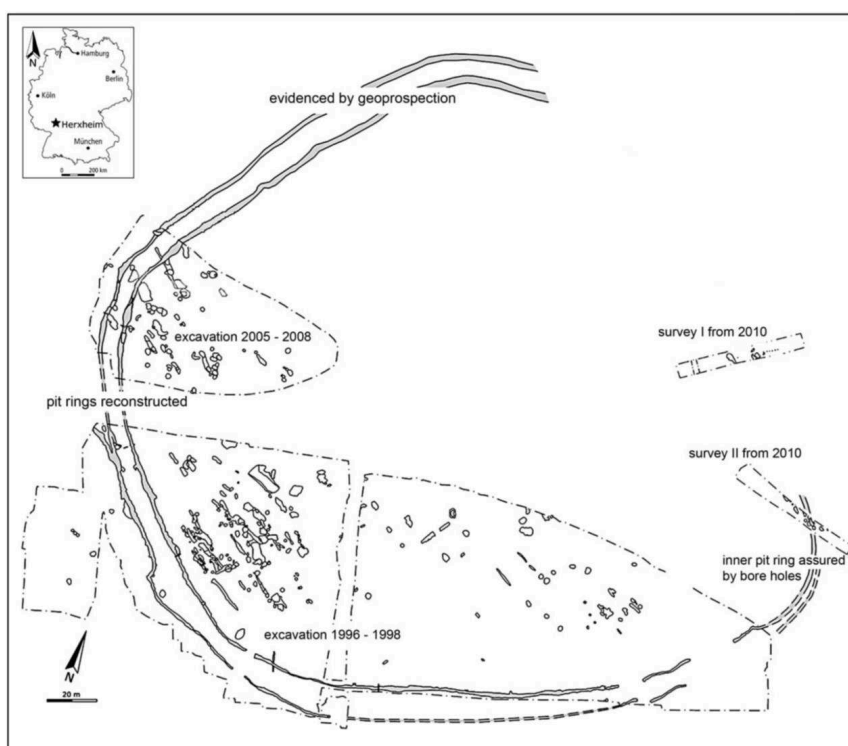 N
Hamburg
Berlin
Köln
Herxheim
München
0 200 km
evidenced by geoprospection
excavation 2005 - 2008
survey I from 2010
pit rings reconstructed
survey II from 2010
inner pit ring assured
by bore holes
excavation 1996 - 1998
N
20 m